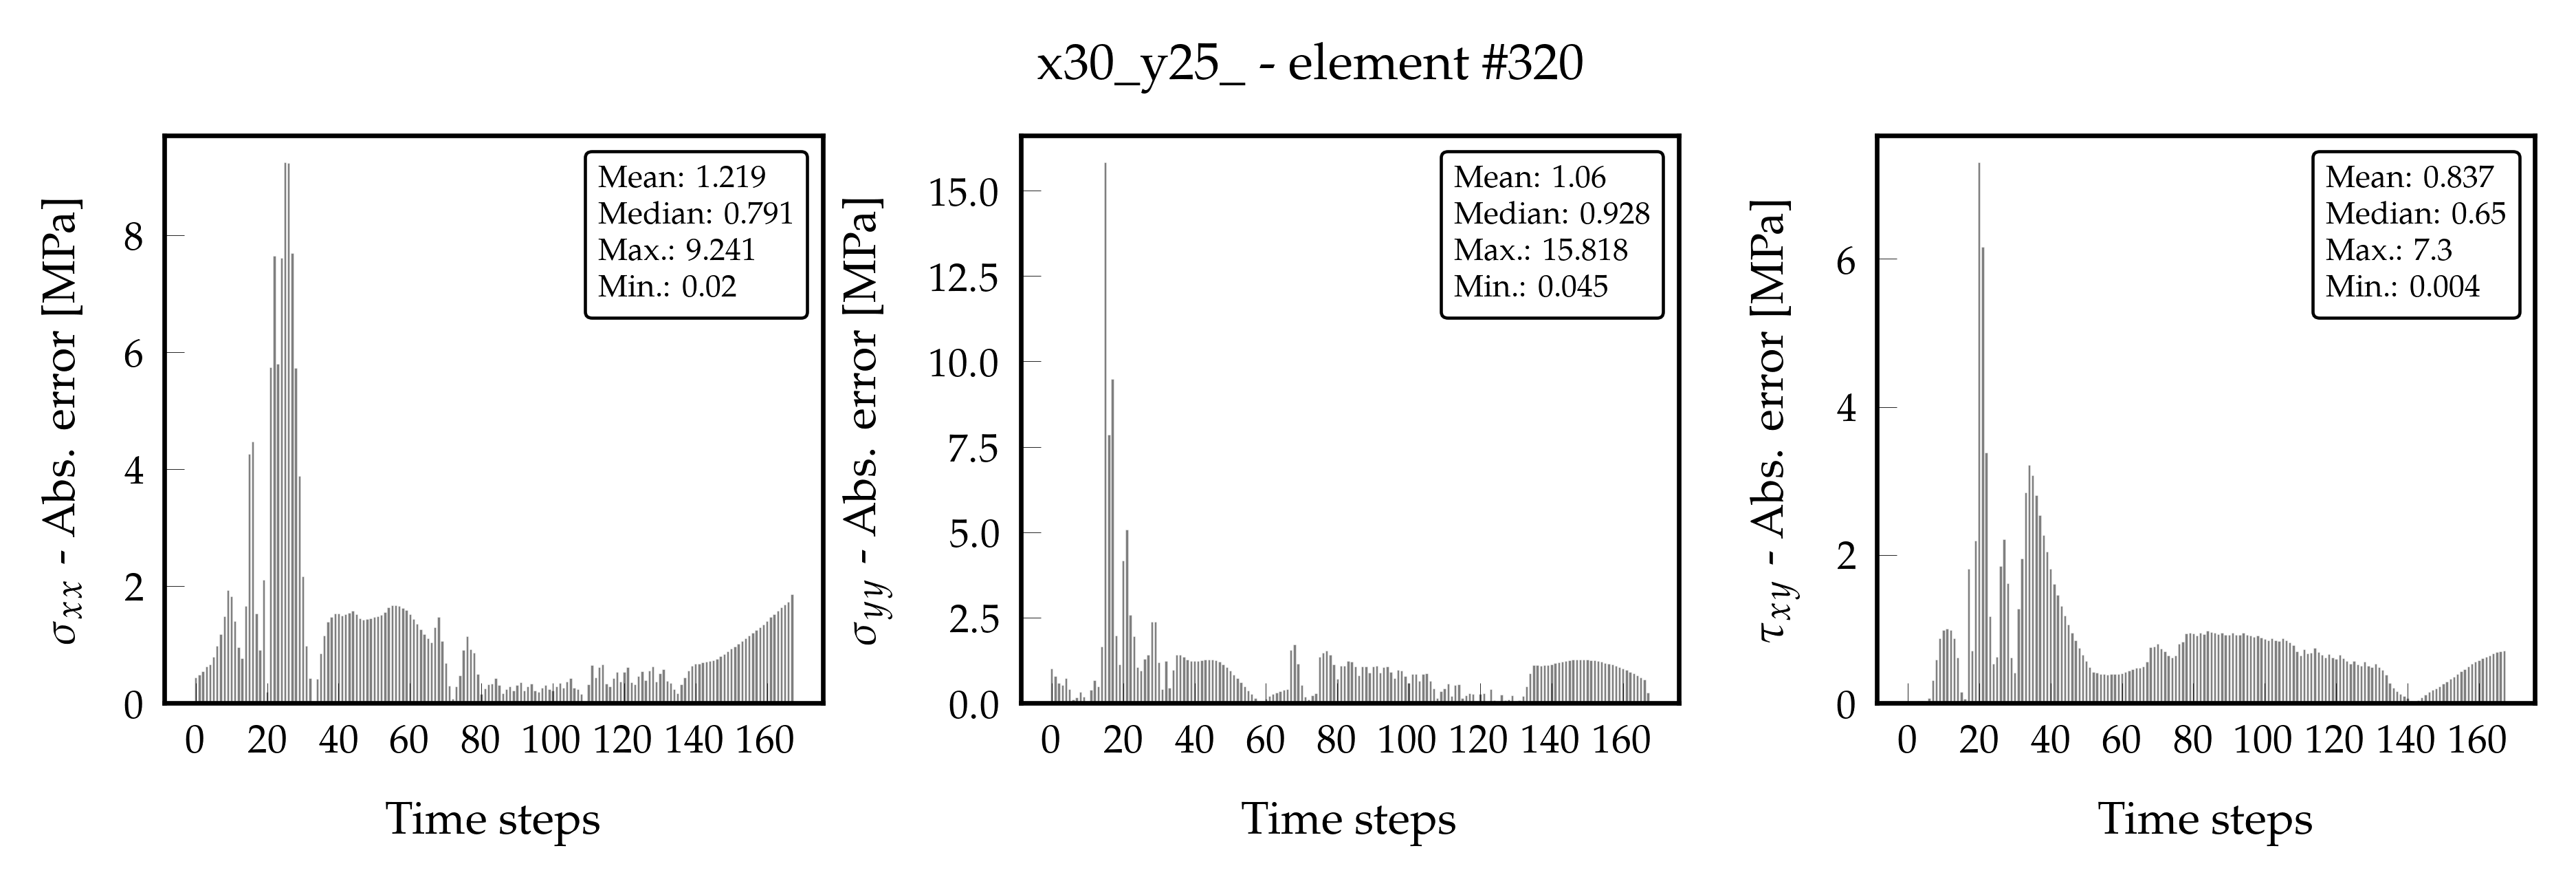 x30_y25_ - element #320
σxx - Abs. error [MPa]
8
6
4
2
0
Mean: 1.219
Median: 0.791
Max.: 9.241
Min.: 0.02
0 20 40 60 80 100 120 140 160
Time steps
σyy - Abs. error [MPa]
15.0
12.5
10.0
7.5
5.0
2.5
0.0
Mean: 1.06
Median: 0.928
Max.: 15.818
Min.: 0.045
0 20 40 60 80 100 120 140 160
Time steps
τxy - Abs. error [MPa]
6
4
2
0
Mean: 0.837
Median: 0.65
Max.: 7.3
Min.: 0.004
0 20 40 60 80 100 120 140 160
Time steps